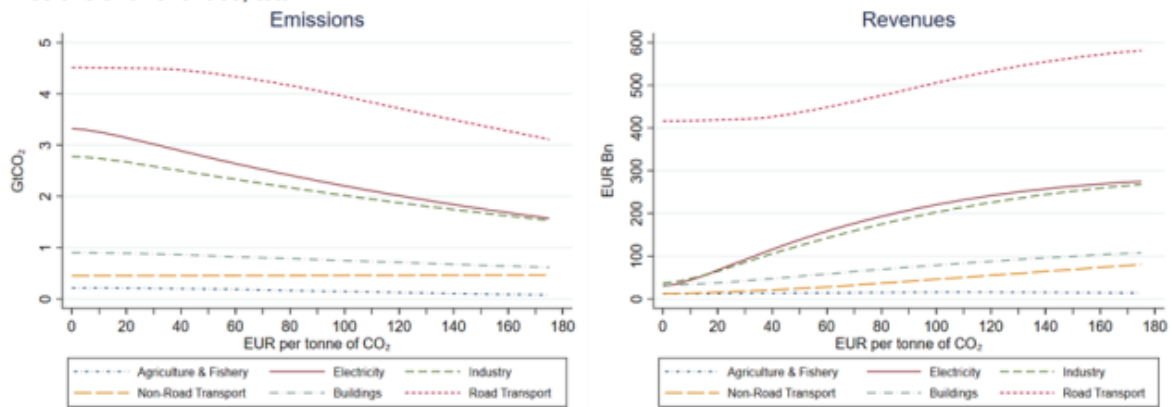 Emissions
GtCO₂
5
4
3
2
1
0
0 20 40 60 80 100 120 140 160 180
EUR per tonne of CO₂
Agriculture & Fishery Electricity Industry
Non-Road Transport Buildings Road Transport
Revenues
EUR Bn
600
500
400
300
200
100
0
0 20 40 60 80 100 120 140 160 180
EUR per tonne of CO₂
Agriculture & Fishery Electricity Industry
Non-Road Transport Buildings Road Transport